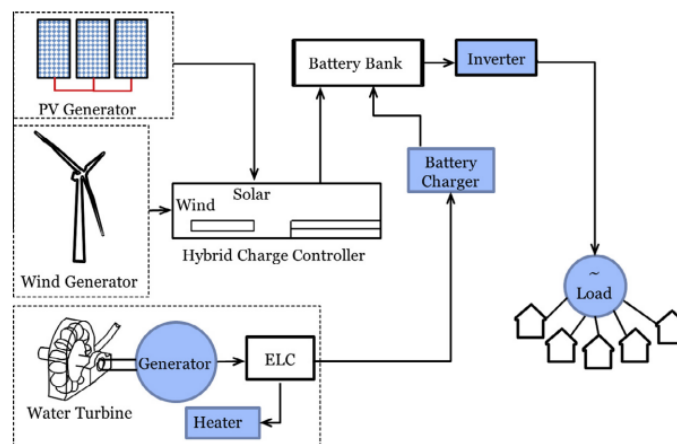 PV Generator
Battery Bank
Inverter
Battery
Charger
Solar
Wind
Hybrid Charge Controller
Wind Generator
~
Load
Generator
ELC
Water Turbine
Heater